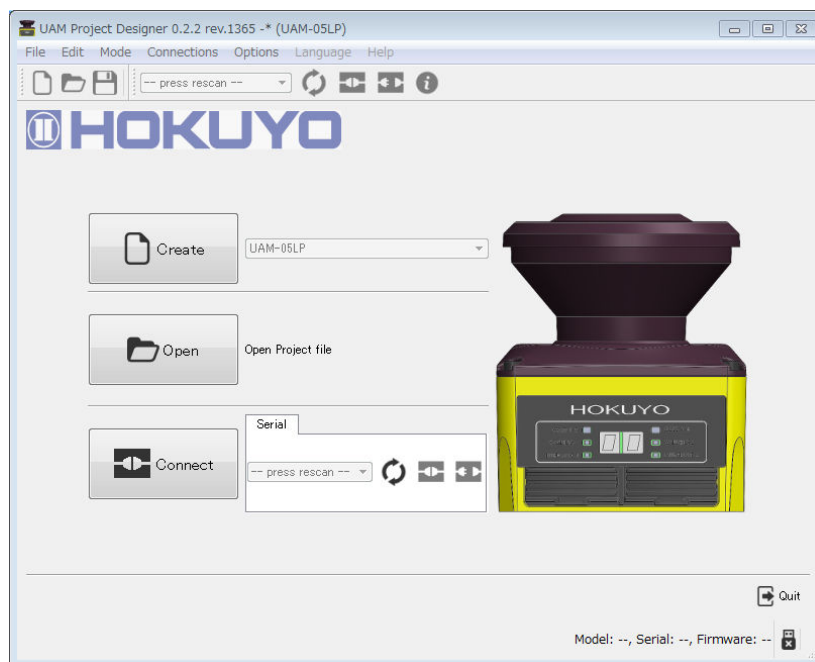 UAM Project Designer 0.2.2 rev.1365 -* (UAM-05LP)
File Edit Mode Connections Options Language Help
-- press rescan --
HOKUYO
Create
UAM-05LP
Open
Open Project file
HOKUYO
Serial
Connect
-- press rescan --
Quit
Model: --, Serial: --, Firmware: --